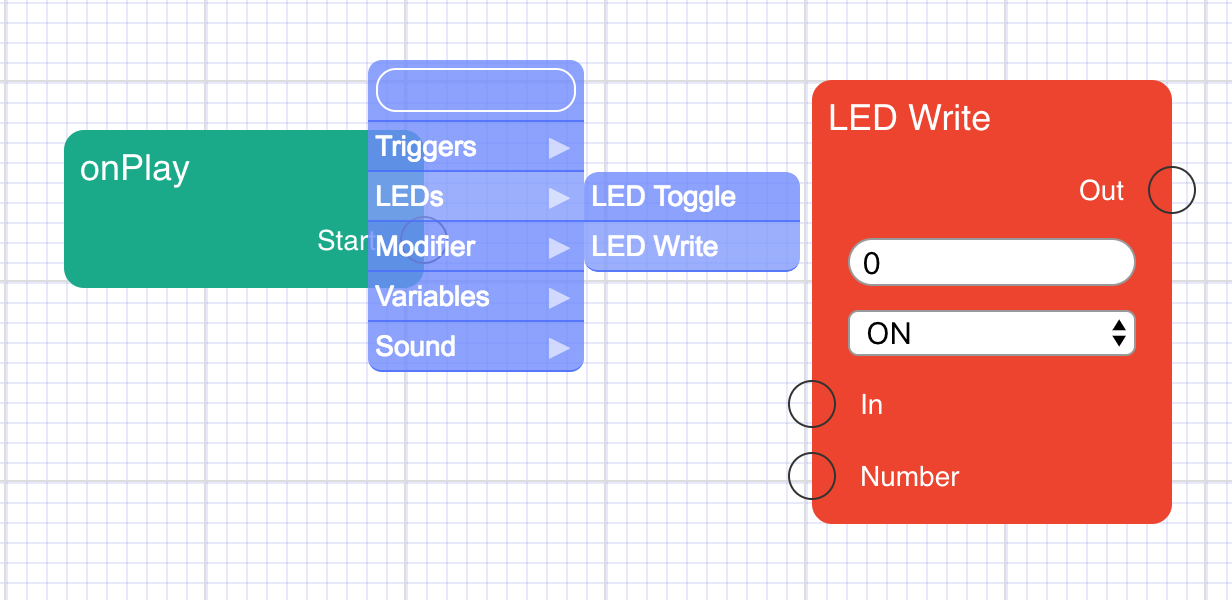 onPlay
Start
Triggers
LEDs
Modifier
Variables
Sound
LED Toggle
LED Write
LED Write
Out
0
ON
In
Number